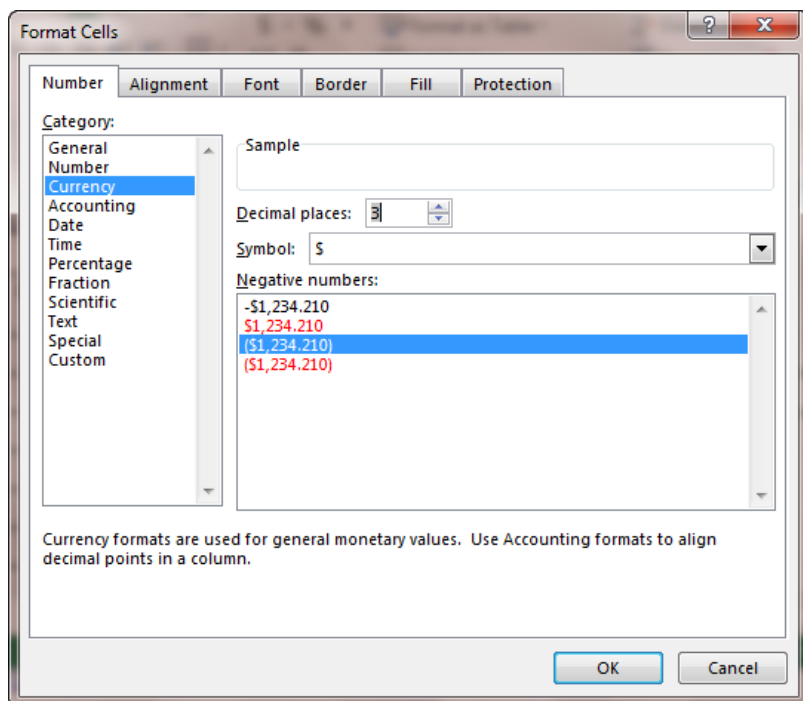 Format Cells
Number Alignment Font Border Fill Protection
Category:
General
Number
Currency
Accounting
Date
Time
Percentage
Fraction
Scientific
Text
Special
Custom
Sample
Decimal places: 3
Symbol: $
Negative numbers:
-$1,234.210
$1,234.210
($1,234.210)
($1,234.210)
Currency formats are used for general monetary values.  Use Accounting formats to align
decimal points in a column.
OK Cancel